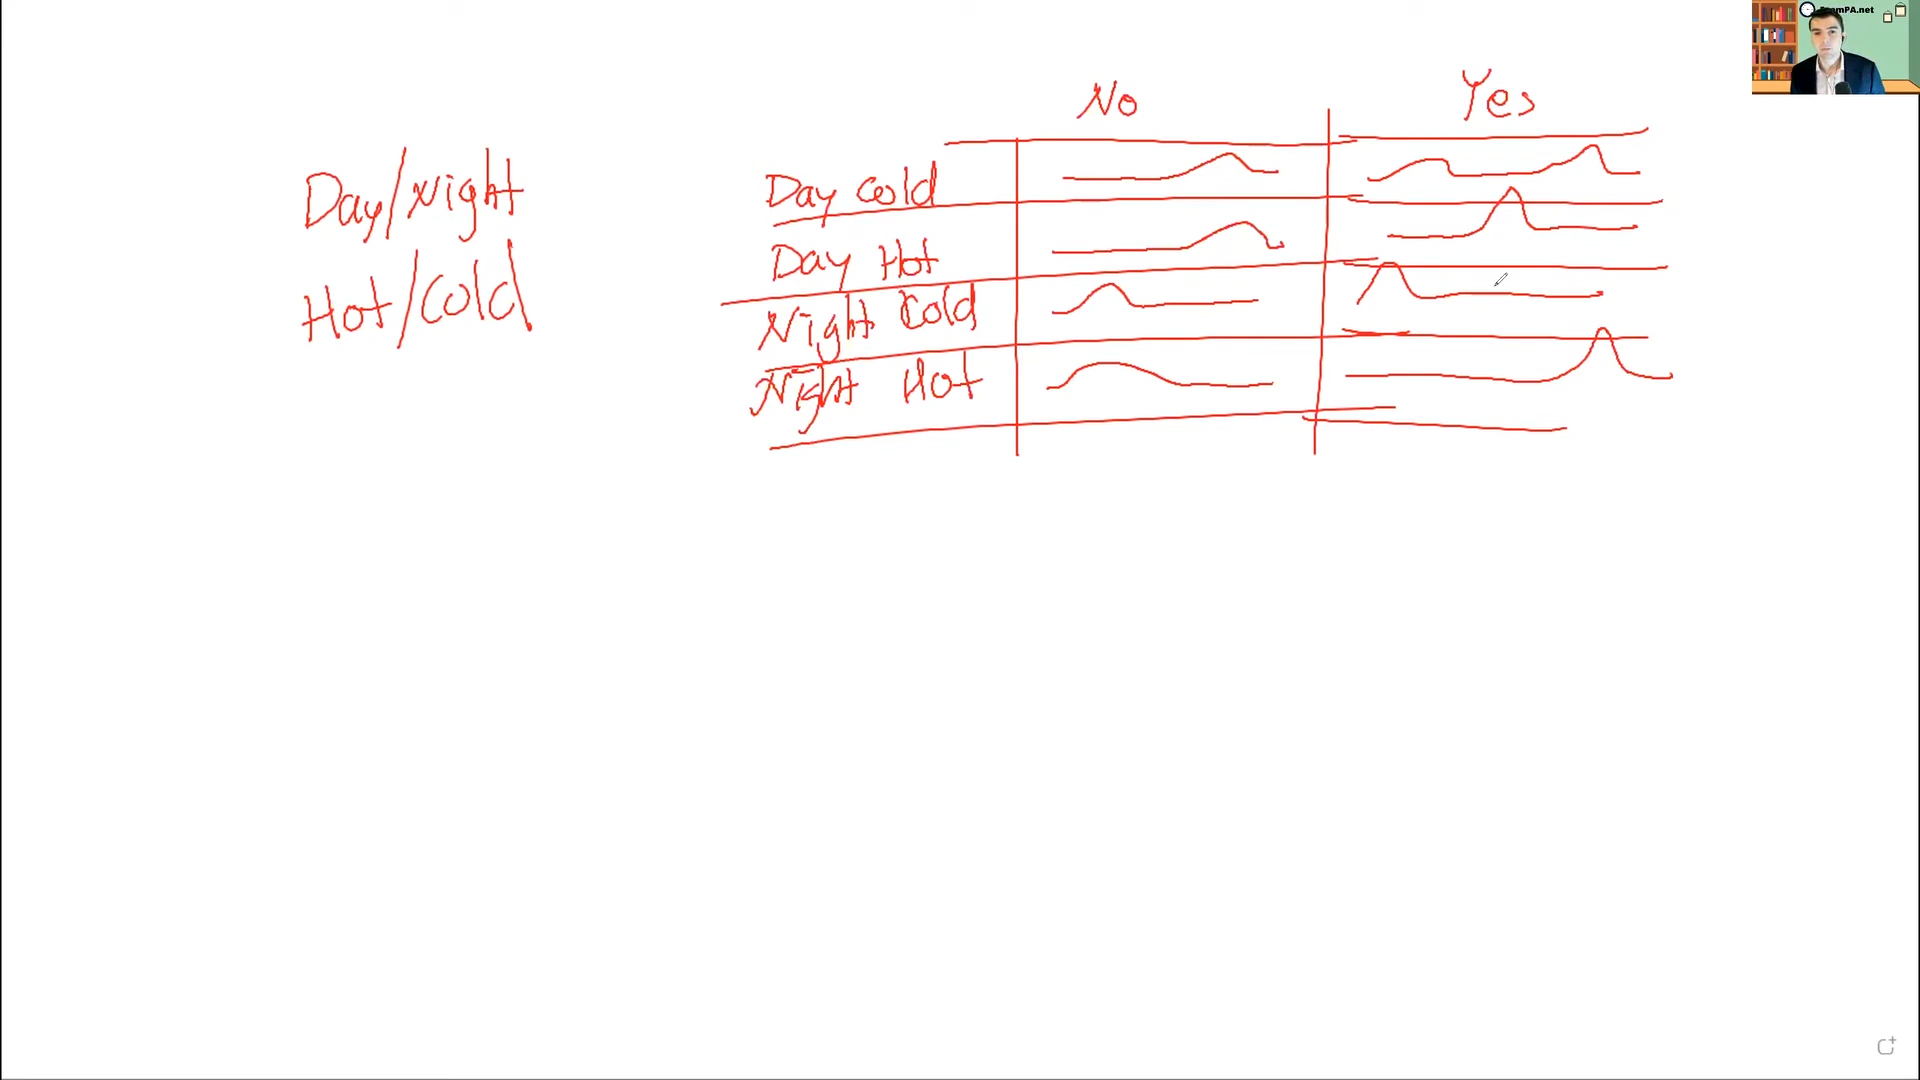 No Yes
Day/Night
Hot/Cold
Day Cold
Day Hot
Night Cold
Night Hot